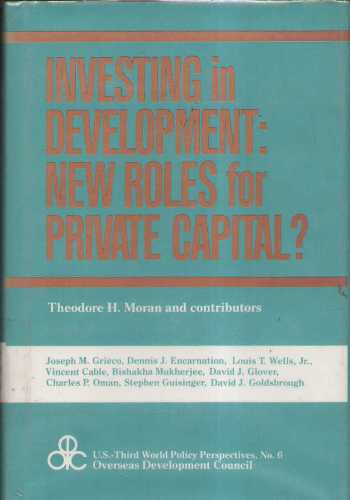 INVESTING in
DEVELOPMENT:
NEW ROLES for
PRIVATE CAPITAL?
Theodore H. Moran and contributors
Joseph M. Grieco, Dennis J. Encarnation, Louis T. Wells, Jr.,
Vincent Cable, Bishakha Mukherjee, David J. Glover,
Charles P. Oman, Stephen Guisinger, David J. Goldsbrough
U.S.-Third World Policy Perspectives, No. 6
Overseas Development Council